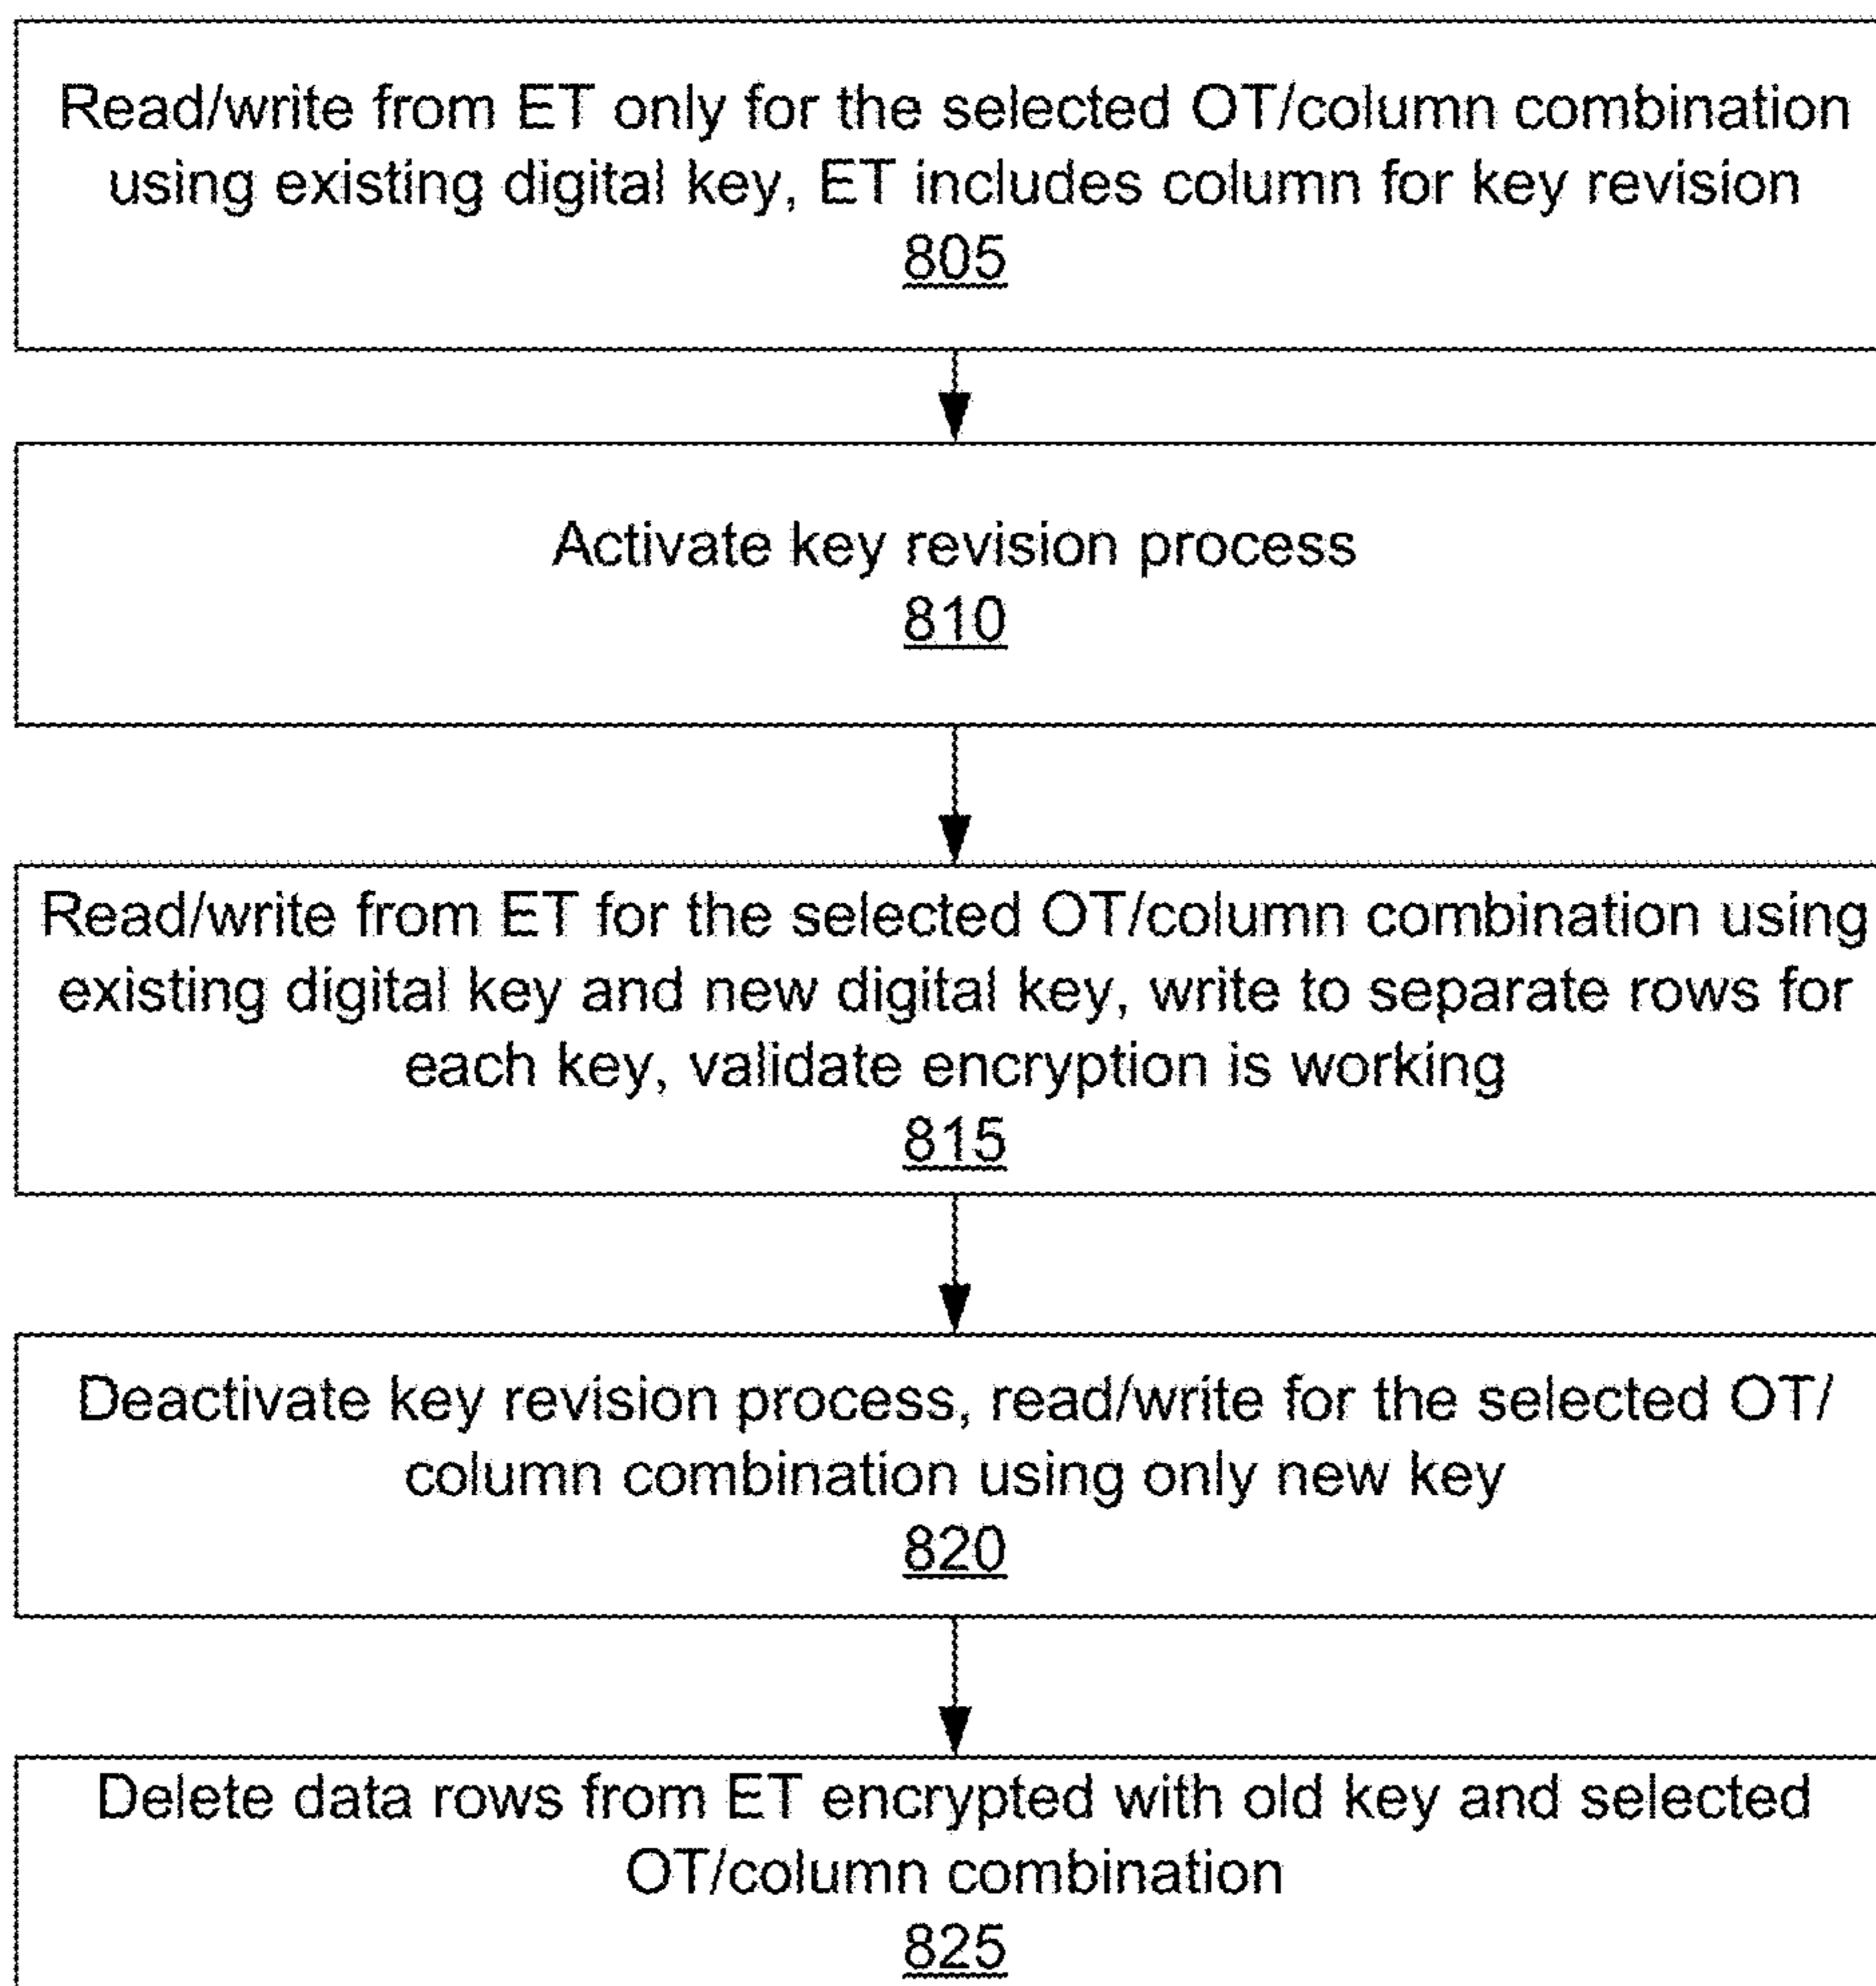 Read/write from ET only for the selected OT/column combination
using existing digital key, ET includes column for key revision
805
Activate key revision process
810
Read/write from ET for the selected OT/column combination using
existing digital key and new digital key, write to separate rows for
each key, validate encryption is working
815
Deactivate key revision process, read/write for the selected OT/
column combination using only new key
820
Delete data rows from ET encrypted with old key and selected
OT/column combination
825